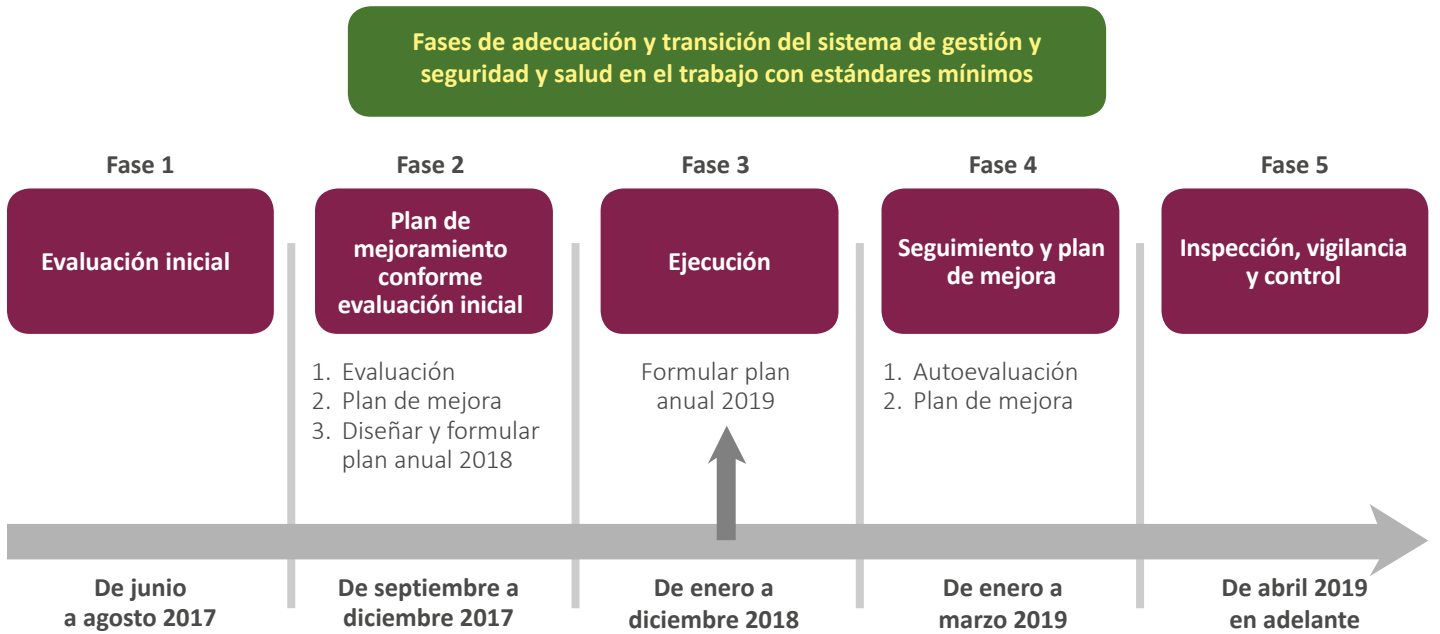 Fases de adecuación y transición del sistema de gestión y
seguridad y salud en el trabajo con estándares mínimos
Fase 1
Evaluación inicial
De junio
a agosto 2017
Fase 2
Plan de
mejoramiento
conforme
evaluación inicial
1. Evaluación
2. Plan de mejora
3. Diseñar y formular
plan anual 2018
De septiembre a
diciembre 2017
Fase 3
Ejecución
Formular plan
anual 2019
De enero a
diciembre 2018
Fase 4
Seguimiento y plan
de mejora
1. Autoevaluación
2. Plan de mejora
De enero a
marzo 2019
Fase 5
Inspección, vigilancia
y control
De abril 2019
en adelante